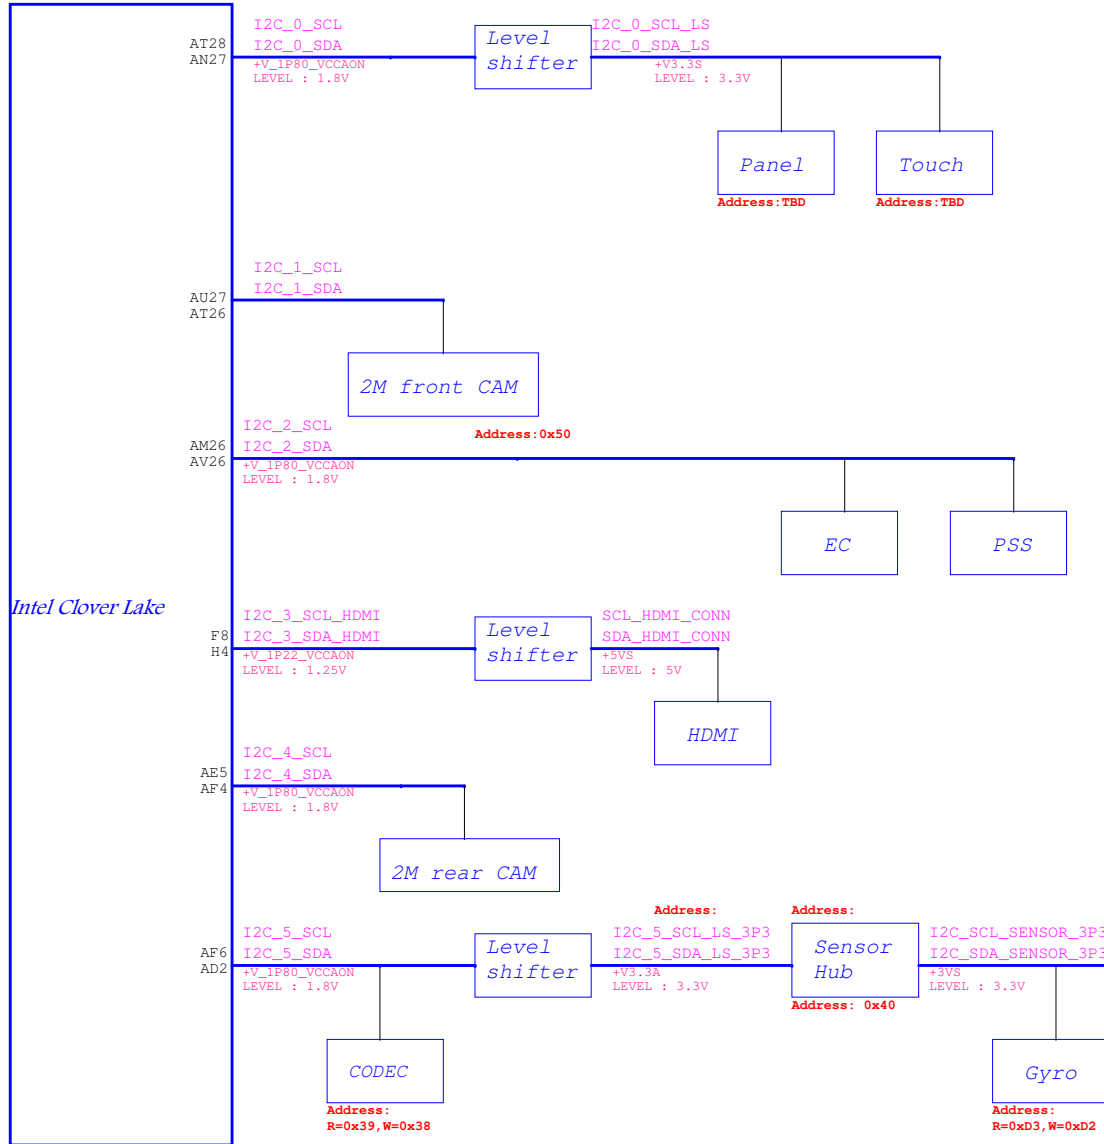 I2C_0_SCL
I2C_0_SDA
AT28
AN27
+V_1P80_VCCAON
LEVEL : 1.8V
Level
shifter
I2C_0_SCL_LS
I2C_0_SDA_LS
+V3.3S
LEVEL : 3.3V
Panel
Address:TBD
Touch
Address:TBD
I2C_1_SCL
I2C_1_SDA
AU27
AT26
2M front CAM
Address:0x50
I2C_2_SCL
I2C_2_SDA
AM26
AV26
+V_1P80_VCCAON
LEVEL : 1.8V
EC
PSS
Intel Clover Lake
I2C_3_SCL_HDMI
I2C_3_SDA_HDMI
F8
H4
+V_1P22_VCCAON
LEVEL : 1.25V
Level
shifter
SCL_HDMI_CONN
SDA_HDMI_CONN
+5VS
LEVEL : 5V
HDMI
I2C_4_SCL
I2C_4_SDA
AE5
AF4
+V_1P80_VCCAON
LEVEL : 1.8V
2M rear CAM
I2C_5_SCL
I2C_5_SDA
AF6
AD2
+V_1P80_VCCAON
LEVEL : 1.8V
CODEC
Address:
R=0x39,W=0x38
Level
shifter
Address:
I2C_5_SCL_LS_3P3
I2C_5_SDA_LS_3P3
+V3.3A
LEVEL : 3.3V
Address:
Sensor
Hub
Address: 0x40
I2C_SCL_SENSOR_3P3
I2C_SDA_SENSOR_3P3
+3VS
LEVEL : 3.3V
Gyro
Address:
R=0xD3,W=0xD2